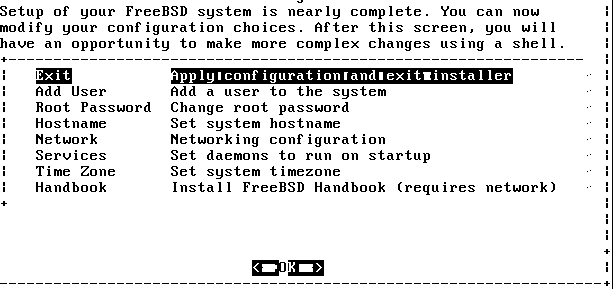 Setup of your FreeBSD system is nearly complete. You can now
modify your configuration choices. After this screen, you will
have an opportunity to make more complex changes using a shell.
Exit Apply configuration and exit installer
Add User Add a user to the system
Root Password Change root password
Hostname Set system hostname
Network Networking configuration
Services Set daemons to run on startup
Time Zone Set system timezone
Handbook Install FreeBSD Handbook (requires network)
< OK >